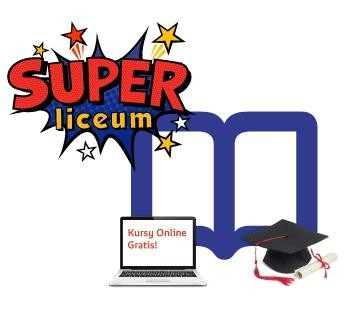 SUPER
liceum
Kursy Online
Gratis!